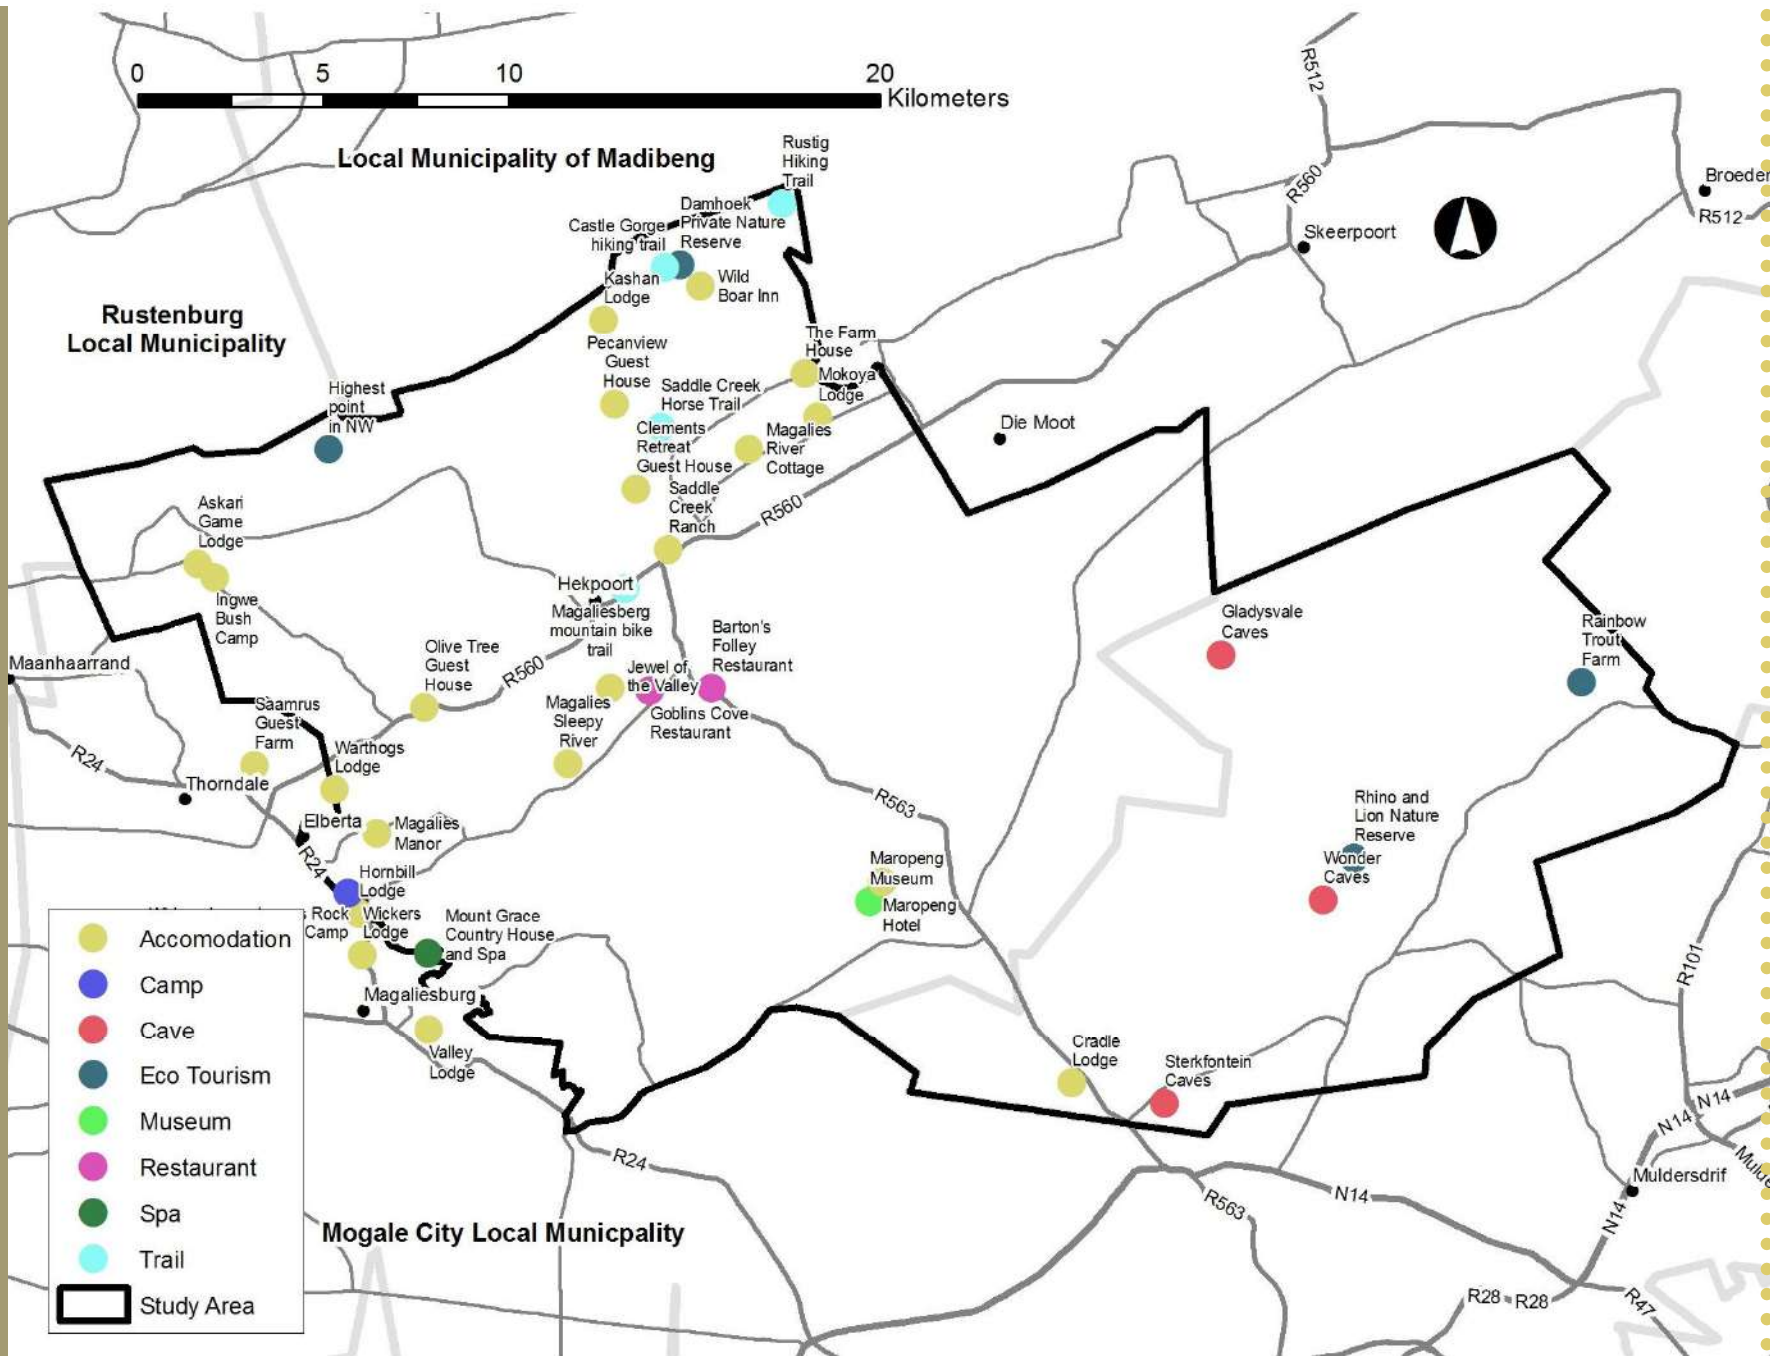 0 5 10 20
Kilometers
Local Municipality of Madibeng
Rustig
Hiking
Trail
Damhoek
Private Nature
Reserve
Castle Gorge
hiking trail
Kashan
Lodge
Wild
Boar Inn
Rustenburg
Local Municipality
Pecanview
Guest
House
The Farm
House
Mokoya
Lodge
Highest
point
in NW
Saddle Creek
Horse Trail
Clements
Retreat
Guest House
Magalies
River
Cottage
Saddle
Creek
Ranch
R560
R512
R560
Skeerpoort
Broeder
R512
Die Moot
Askari
Game
Lodge
Ingwe
Bush
Camp
Hekpoort
Magaliesberg
mountain bike
trail
Olive Tree
Guest
House
R560
Barton's
Folley
Restaurant
Jewel of
the Valley
Goblins Cove
Restaurant
Magalies
Sleepy
River
Gladysvale
Caves
Rainbow
Trout
Farm
Maanhaarrand
R24
Saamrus
Guest
Farm
Thorndale
Warthogs
Lodge
Elberta
R24
Magalies
Manor
R563
Rhino and
Lion Nature
Reserve
Wonder
Caves
Maropeng
Museum
Maropeng
Hotel
Hornbill
Lodge
s Rock
Camp
Wickers
Lodge
Mount Grace
Country House
and Spa
Magaliesburg
Valley
Lodge
R101
Cradle
Lodge
Sterkfontein
Caves
N14
N14
Muldersdrif
Mulde
R24
N14
R563
N14
R28
R28
R47
Mogale City Local Municpality
Accomodation
Camp
Cave
Eco Tourism
Museum
Restaurant
Spa
Trail
Study Area